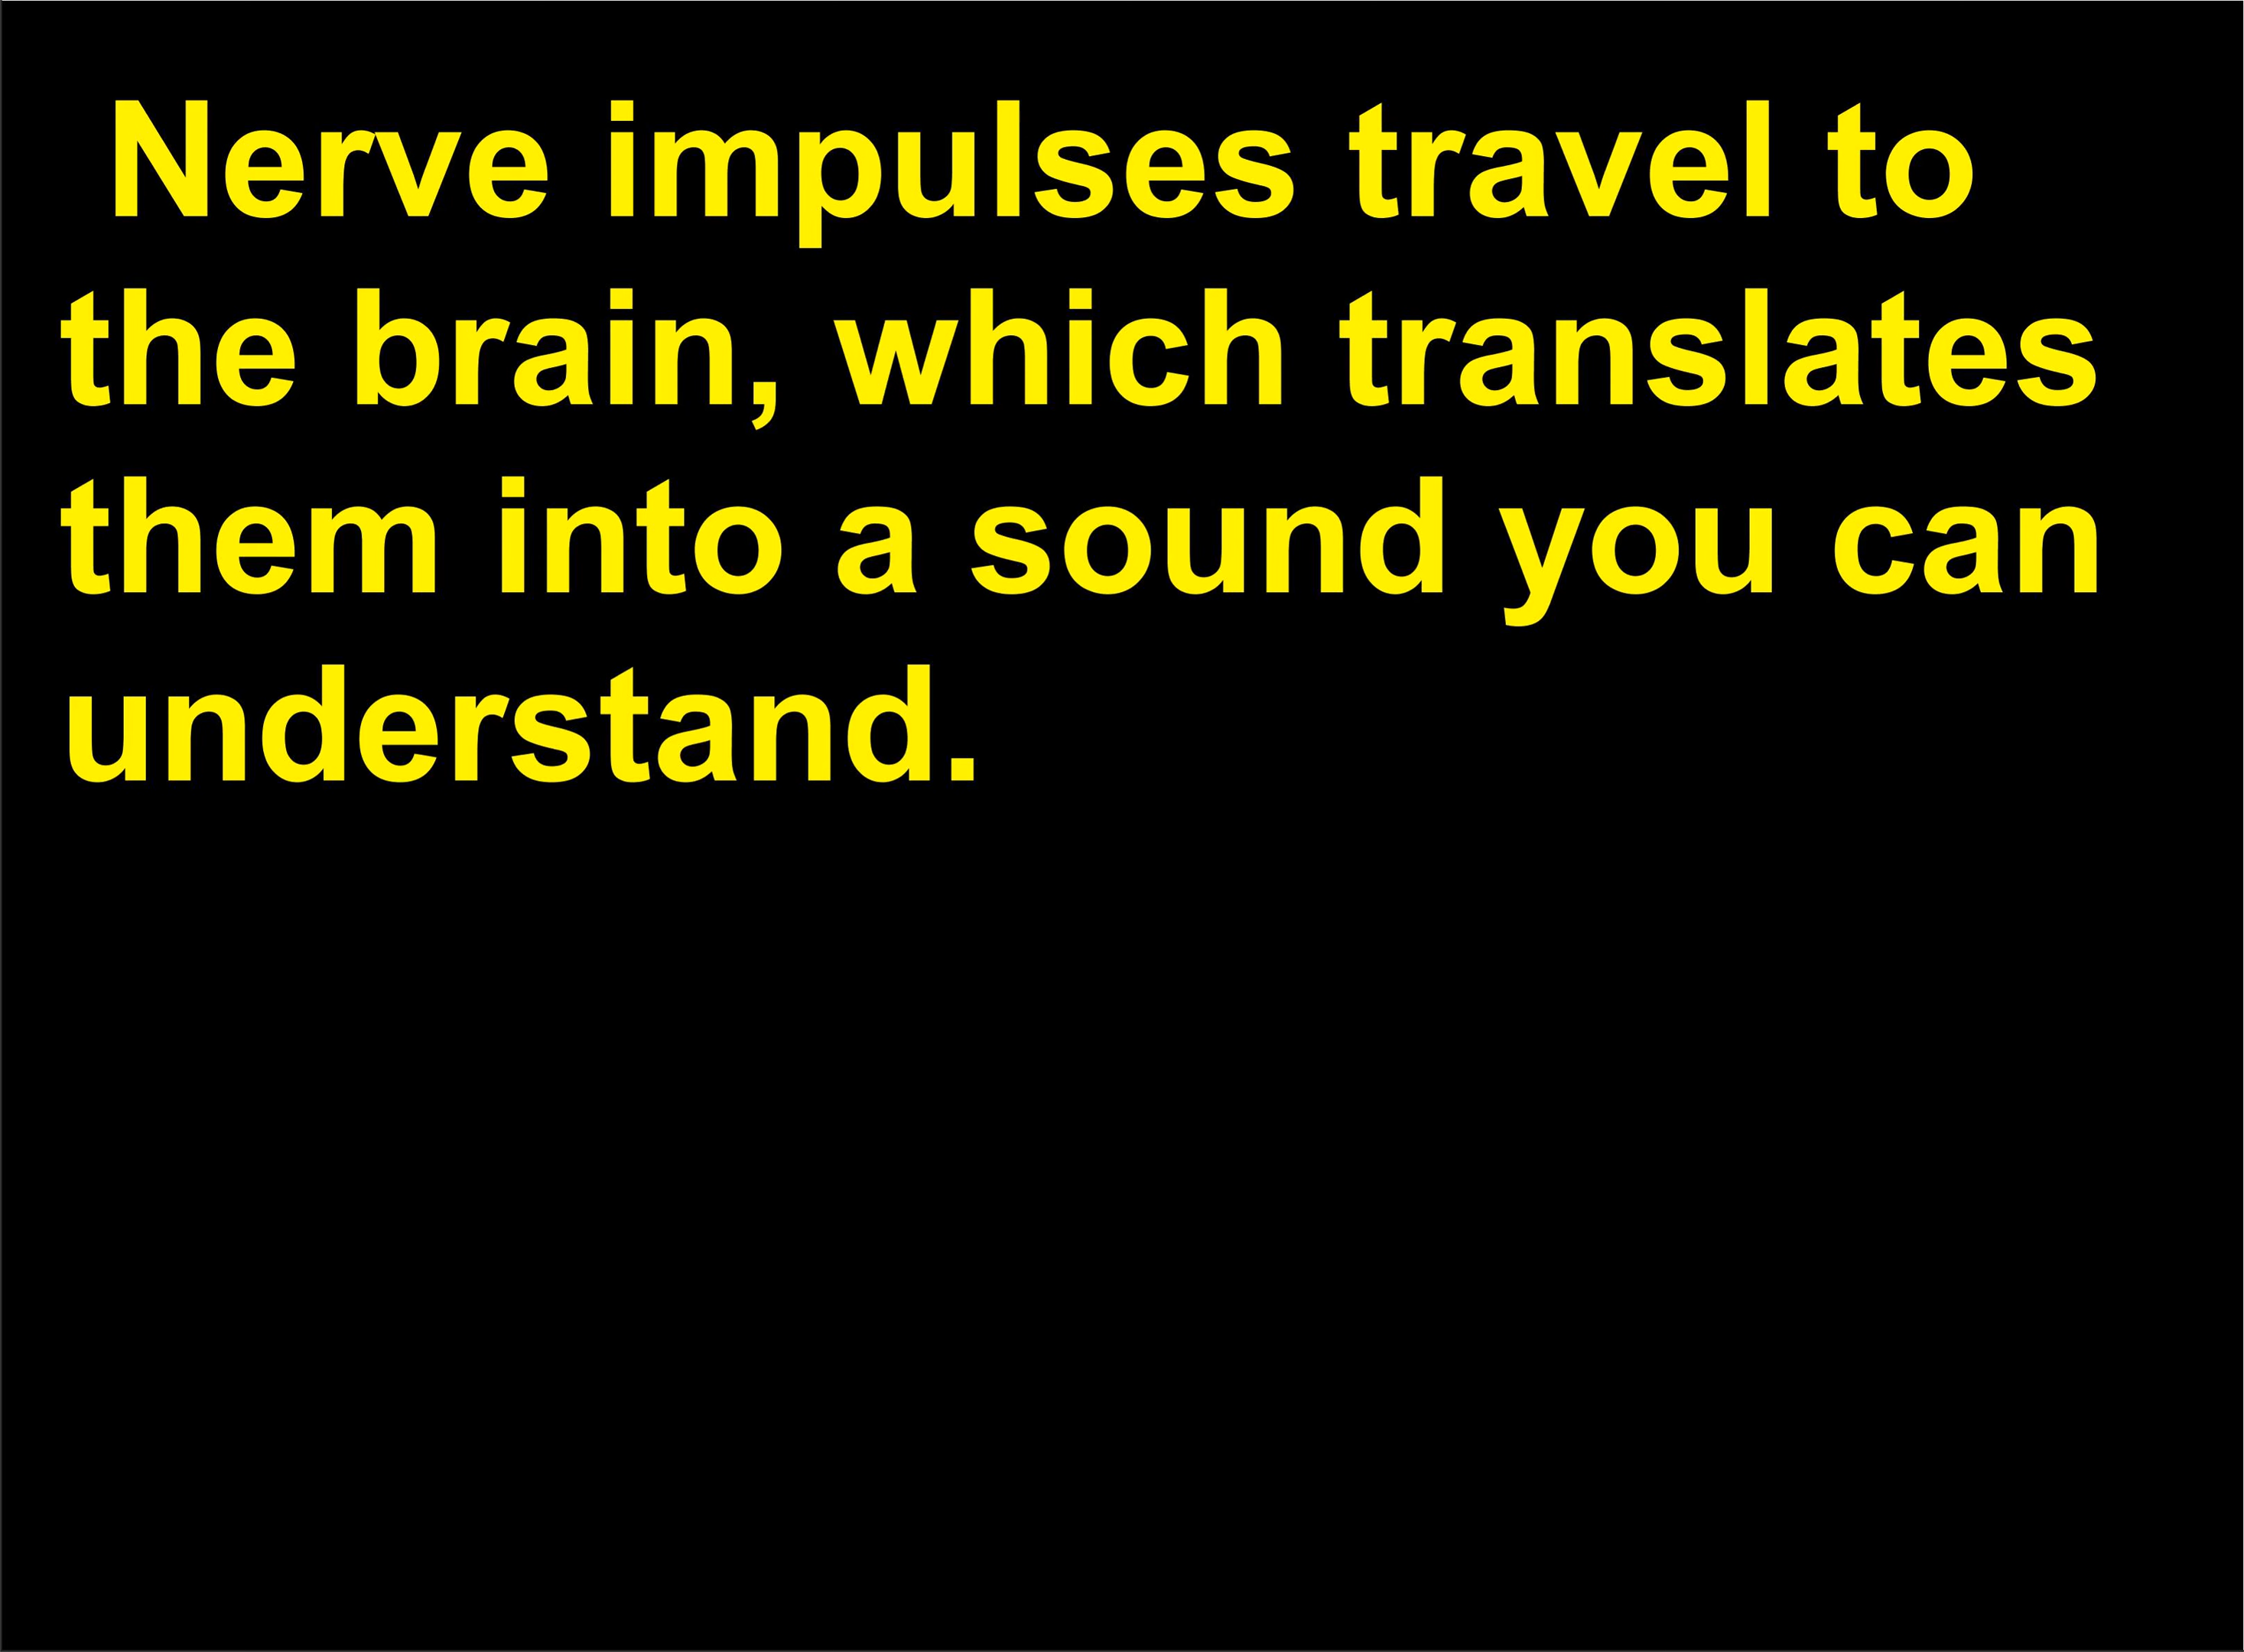 Nerve impulses travel to
the brain, which translates
them into a sound you can
understand.